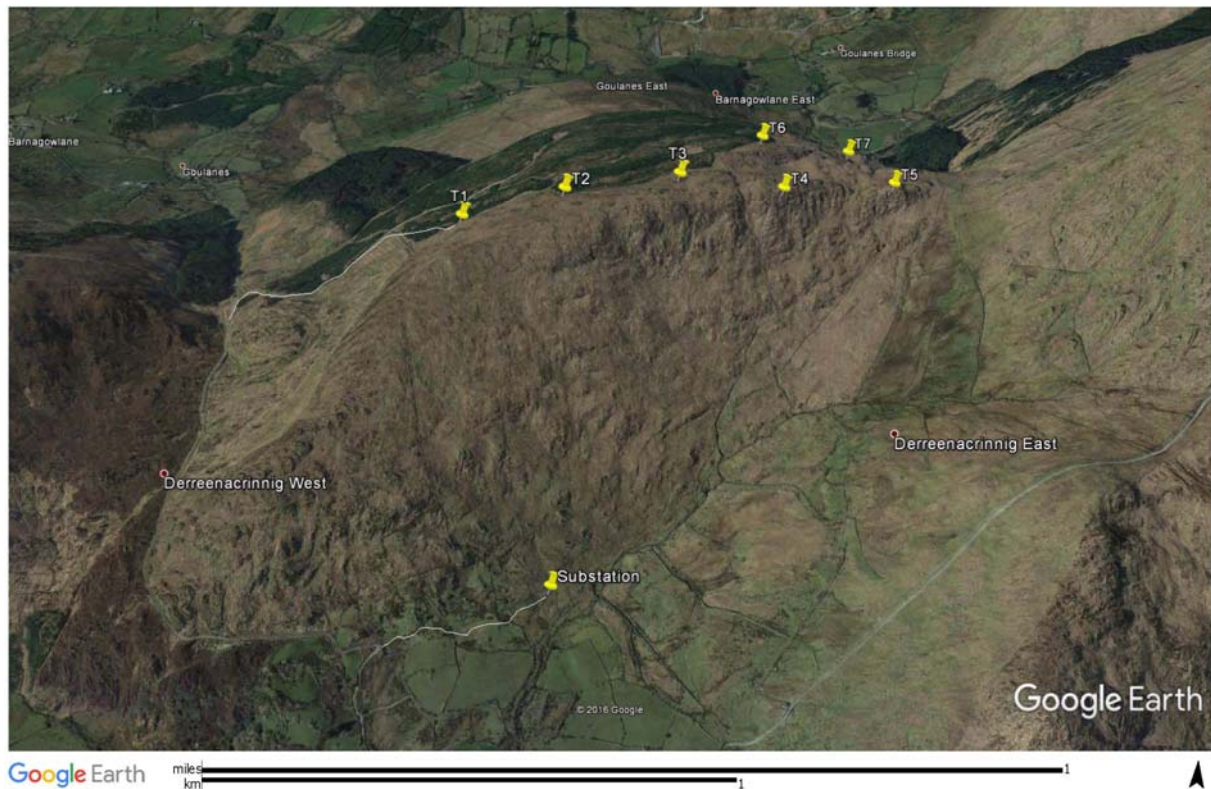 Goulanes Bridge
Goulanes East
Barnagowlane East
Barnagowlane
T6
T7
Goulanes
T3
T2
T4
T5
T1
Derreenacrinnig East
Derreenacrinnig West
Substation
Google Earth
© 2016 Google
Google Earth
miles
km
1
1